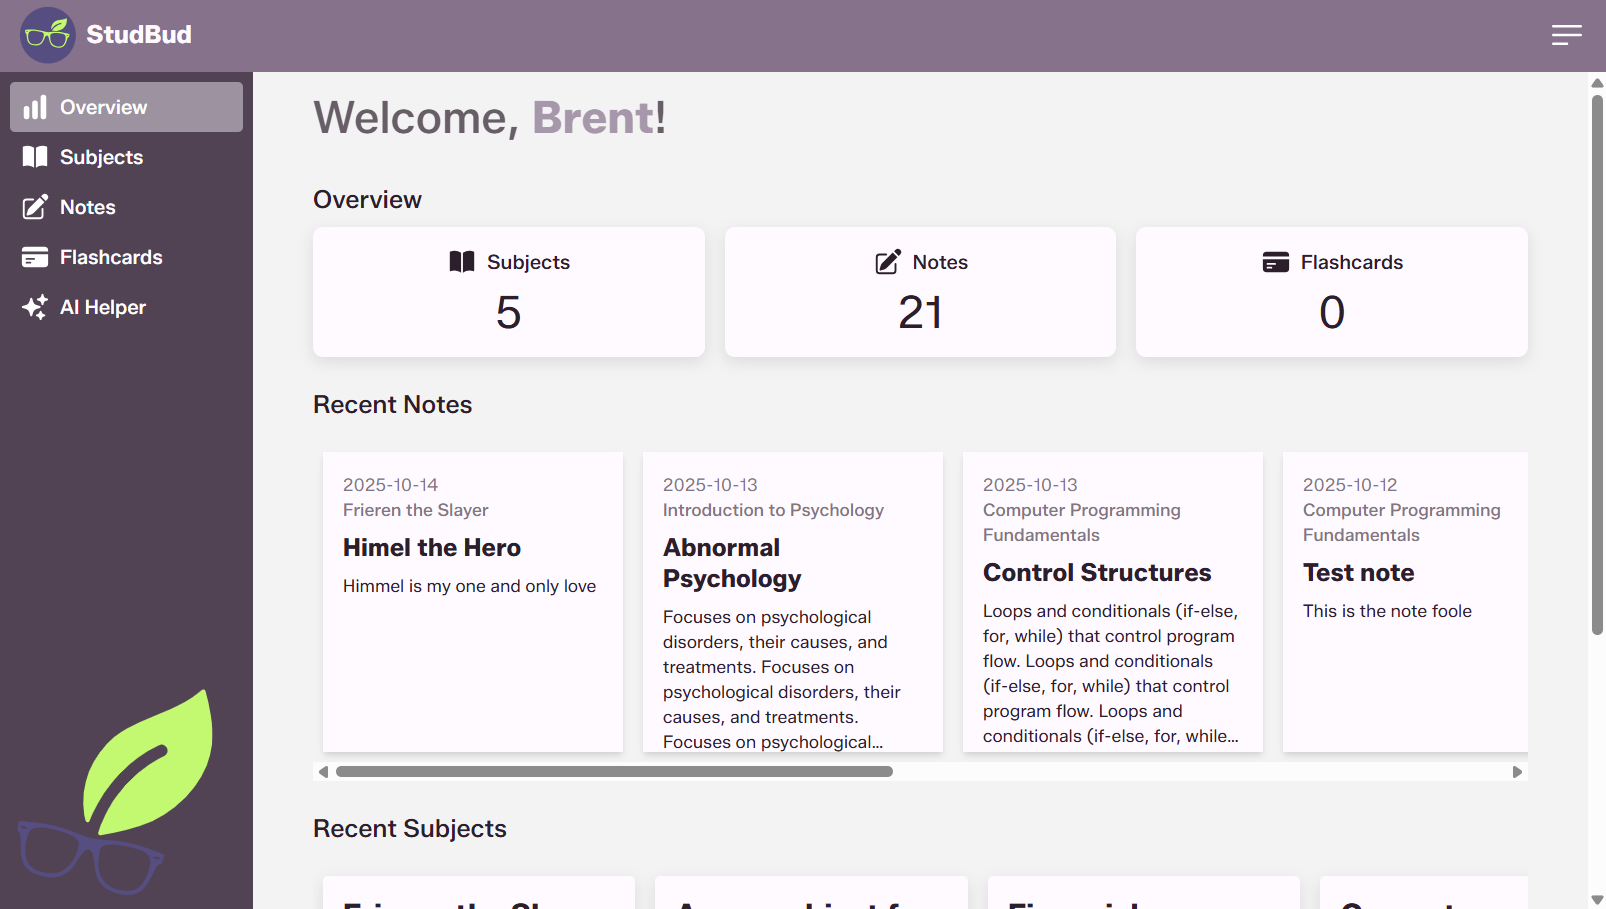 StudBud
Overview
Subjects
Notes
Flashcards
AI Helper
Welcome, Brent!
Overview
Subjects
5
Notes
21
Flashcards
0
Recent Notes
2025-10-14
Frieren the Slayer
Himel the Hero
Himmel is my one and only love
2025-10-13
Introduction to Psychology
Abnormal
Psychology
Focuses on psychological
disorders, their causes, and
treatments. Focuses on
psychological disorders, their
causes, and treatments.
Focuses on psychological...
2025-10-13
Computer Programming
Fundamentals
Control Structures
Loops and conditionals (if-else,
for, while) that control program
flow. Loops and conditionals
(if-else, for, while) that control
program flow. Loops and
conditionals (if-else, for, while...
2025-10-12
Computer Programming
Fundamentals
Test note
This is the note foole
Recent Subjects